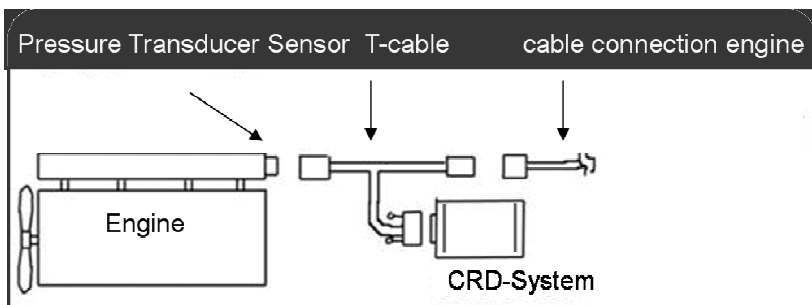 Pressure Transducer Sensor T-cable cable connection engine
Engine
CRD-System